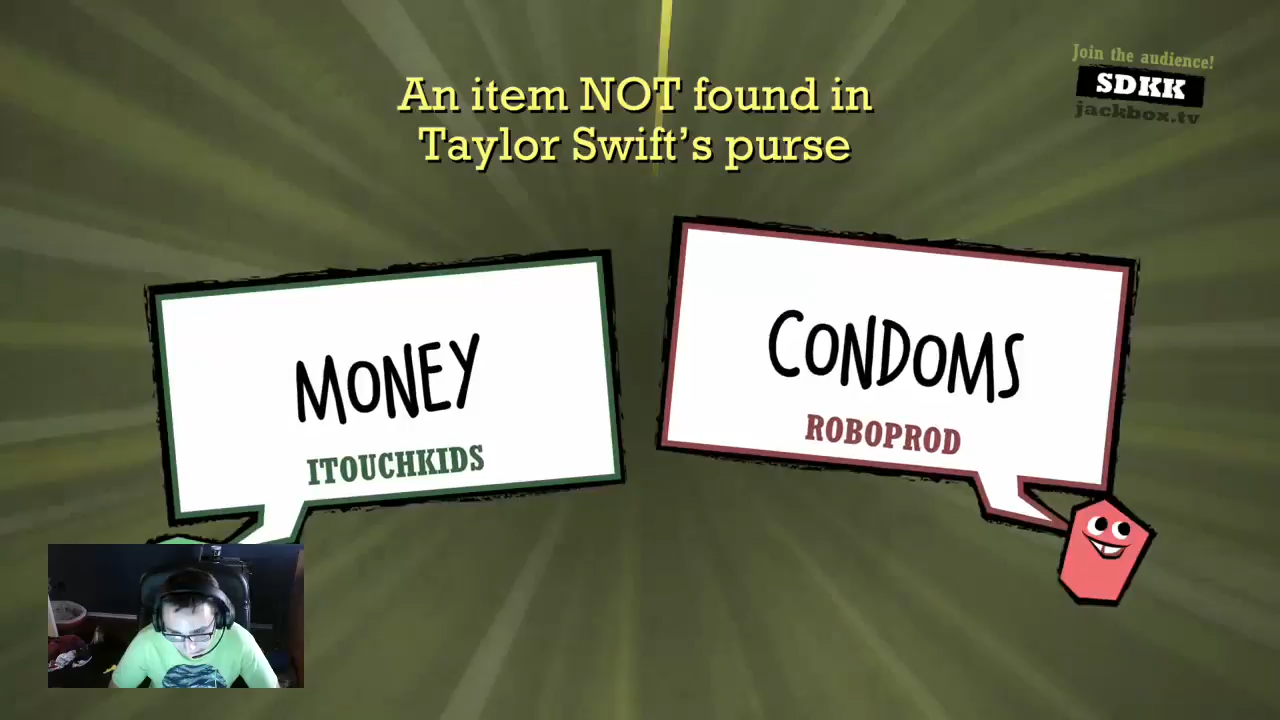 An item NOT found in
Taylor Swift's purse
Join the audience!
SDKK
jackbox.tv
MONEY
ITOUCHKIDS
CONDOMS
ROBOPROD